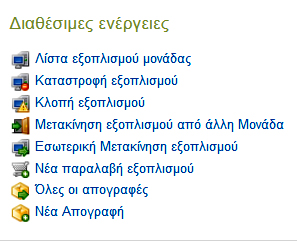 Διαθέσιμες ενέργειες
Λίστα εξοπλισμού μονάδας
Καταστροφή εξοπλισμού
Κλοπή εξοπλισμού
Μετακίνηση εξοπλισμού από άλλη Μονάδα
Εσωτερική Μετακίνηση εξοπλισμού
Νέα παραλαβή εξοπλισμού
Όλες οι απογραφές
Νέα Απογραφή